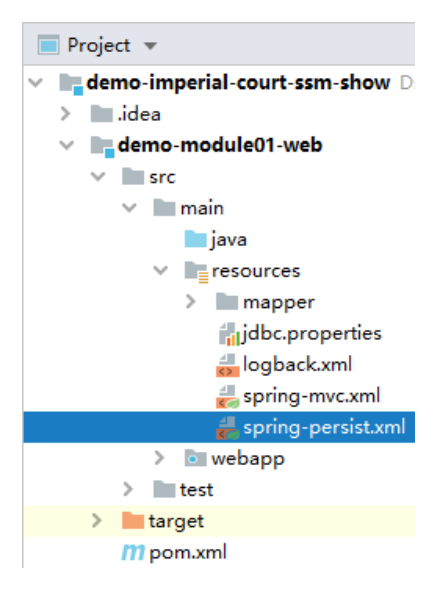 Project
demo-imperial-court-ssm-show D
.idea
demo-module01-web
src
main
java
resources
mapper
jdbc.properties
logback.xml
spring-mvc.xml
spring-persist.xml
webapp
test
target
pom.xml